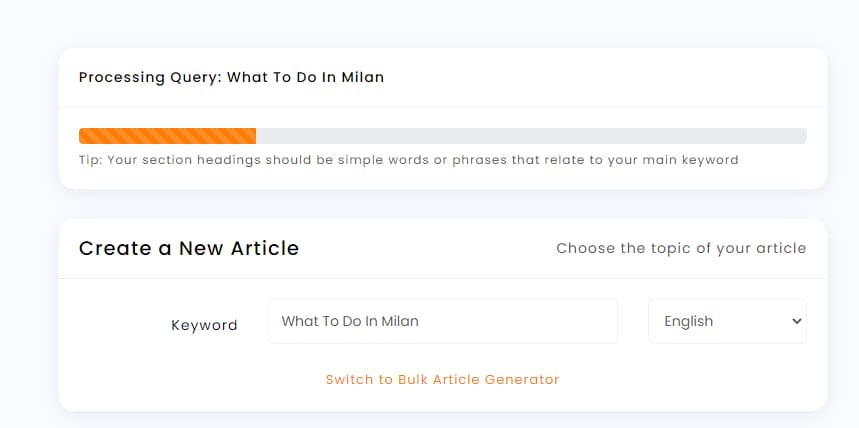 Processing Query: What To Do In Milan
Tip: Your section headings should be simple words or phrases that relate to your main keyword
Create a New Article
Choose the topic of your article
Keyword
What To Do In Milan
English
Switch to Bulk Article Generator